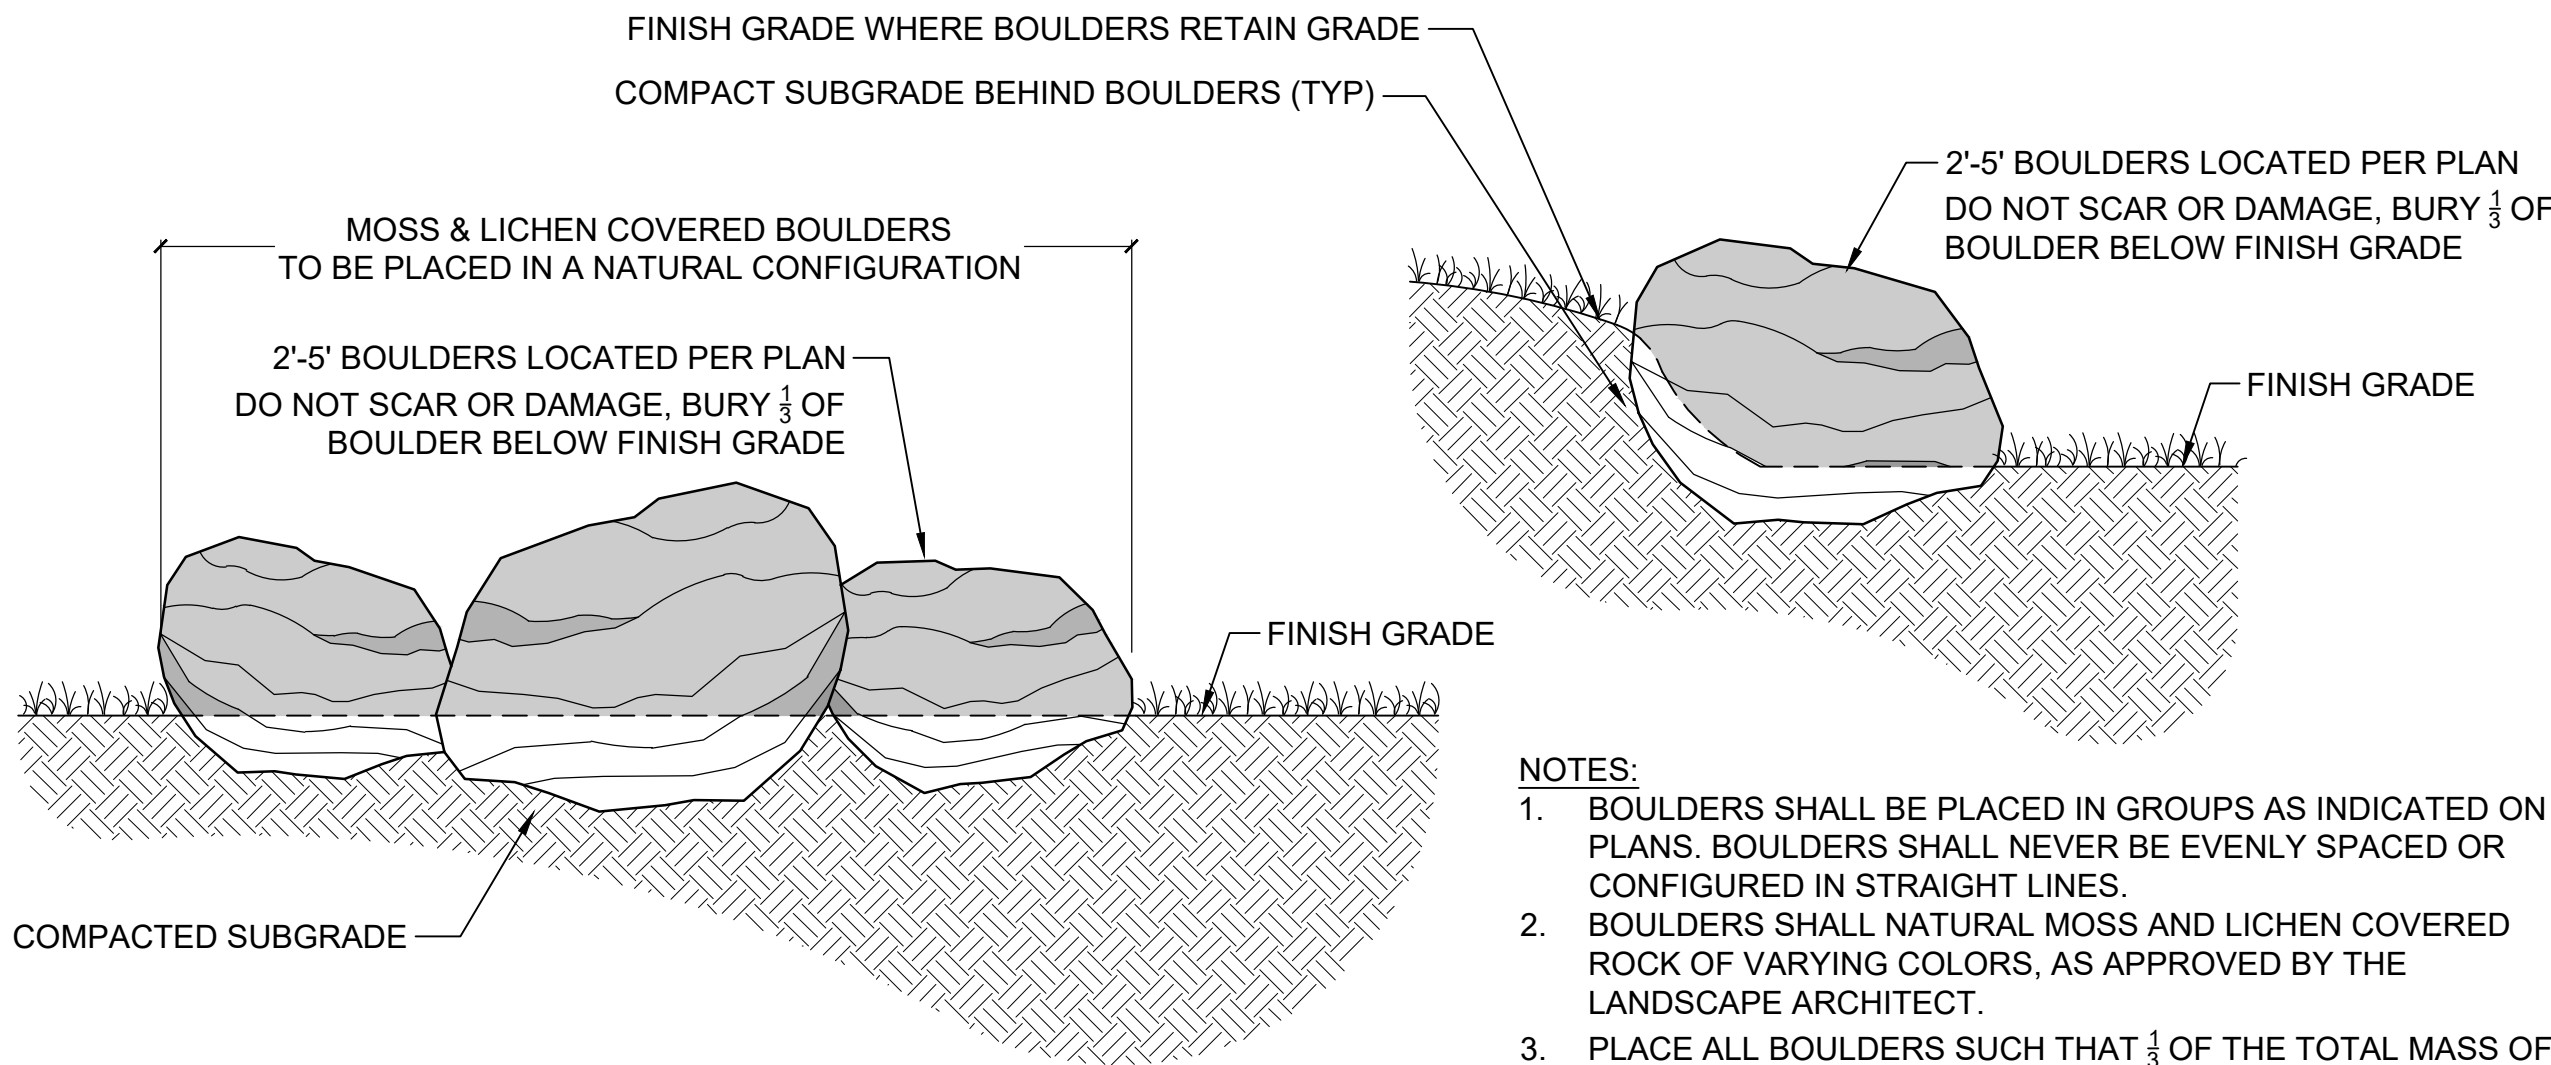 FINISH GRADE WHERE BOULDERS RETAIN GRADE
COMPACT SUBGRADE BEHIND BOULDERS (TYP)
2'-5' BOULDERS LOCATED PER PLAN
DO NOT SCAR OR DAMAGE, BURY 1/3 OF
BOULDER BELOW FINISH GRADE
MOSS & LICHEN COVERED BOULDERS
TO BE PLACED IN A NATURAL CONFIGURATION
2'-5' BOULDERS LOCATED PER PLAN
DO NOT SCAR OR DAMAGE, BURY 1/3 OF
BOULDER BELOW FINISH GRADE
FINISH GRADE
FINISH GRADE
COMPACTED SUBGRADE
NOTES:
1. BOULDERS SHALL BE PLACED IN GROUPS AS INDICATED ON
PLANS. BOULDERS SHALL NEVER BE EVENLY SPACED OR
CONFIGURED IN STRAIGHT LINES.
2. BOULDERS SHALL NATURAL MOSS AND LICHEN COVERED
ROCK OF VARYING COLORS, AS APPROVED BY THE
LANDSCAPE ARCHITECT.
3. PLACE ALL BOULDERS SUCH THAT 1/3 OF THE TOTAL MASS OF